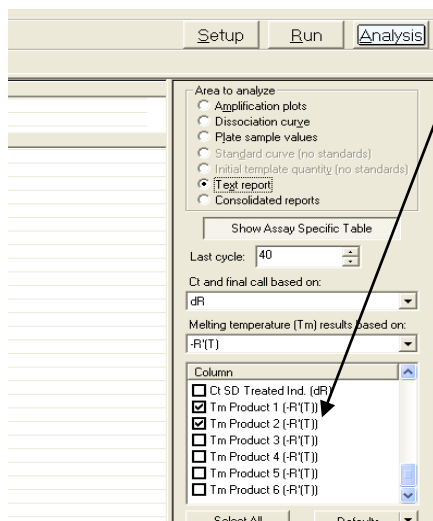 Setup Run Analysis
Area to analyze
Amplification plots
Dissociation curve
Plate sample values
Standard curve (no standards)
Initial template quantity (no standards)
Text report
Consolidated reports
Show Assay Specific Table
Last cycle: 40
Ct and final call based on:
dR
Melting temperature (Tm) results based on:
-R'(T)
Column
Ct SD Treated Ind. (dR)
Tm Product 1 (-R'(T))
Tm Product 2 (-R'(T))
Tm Product 3 (-R'(T))
Tm Product 4 (-R'(T))
Tm Product 5 (-R'(T))
Tm Product 6 (-R'(T))
Select All Defaults